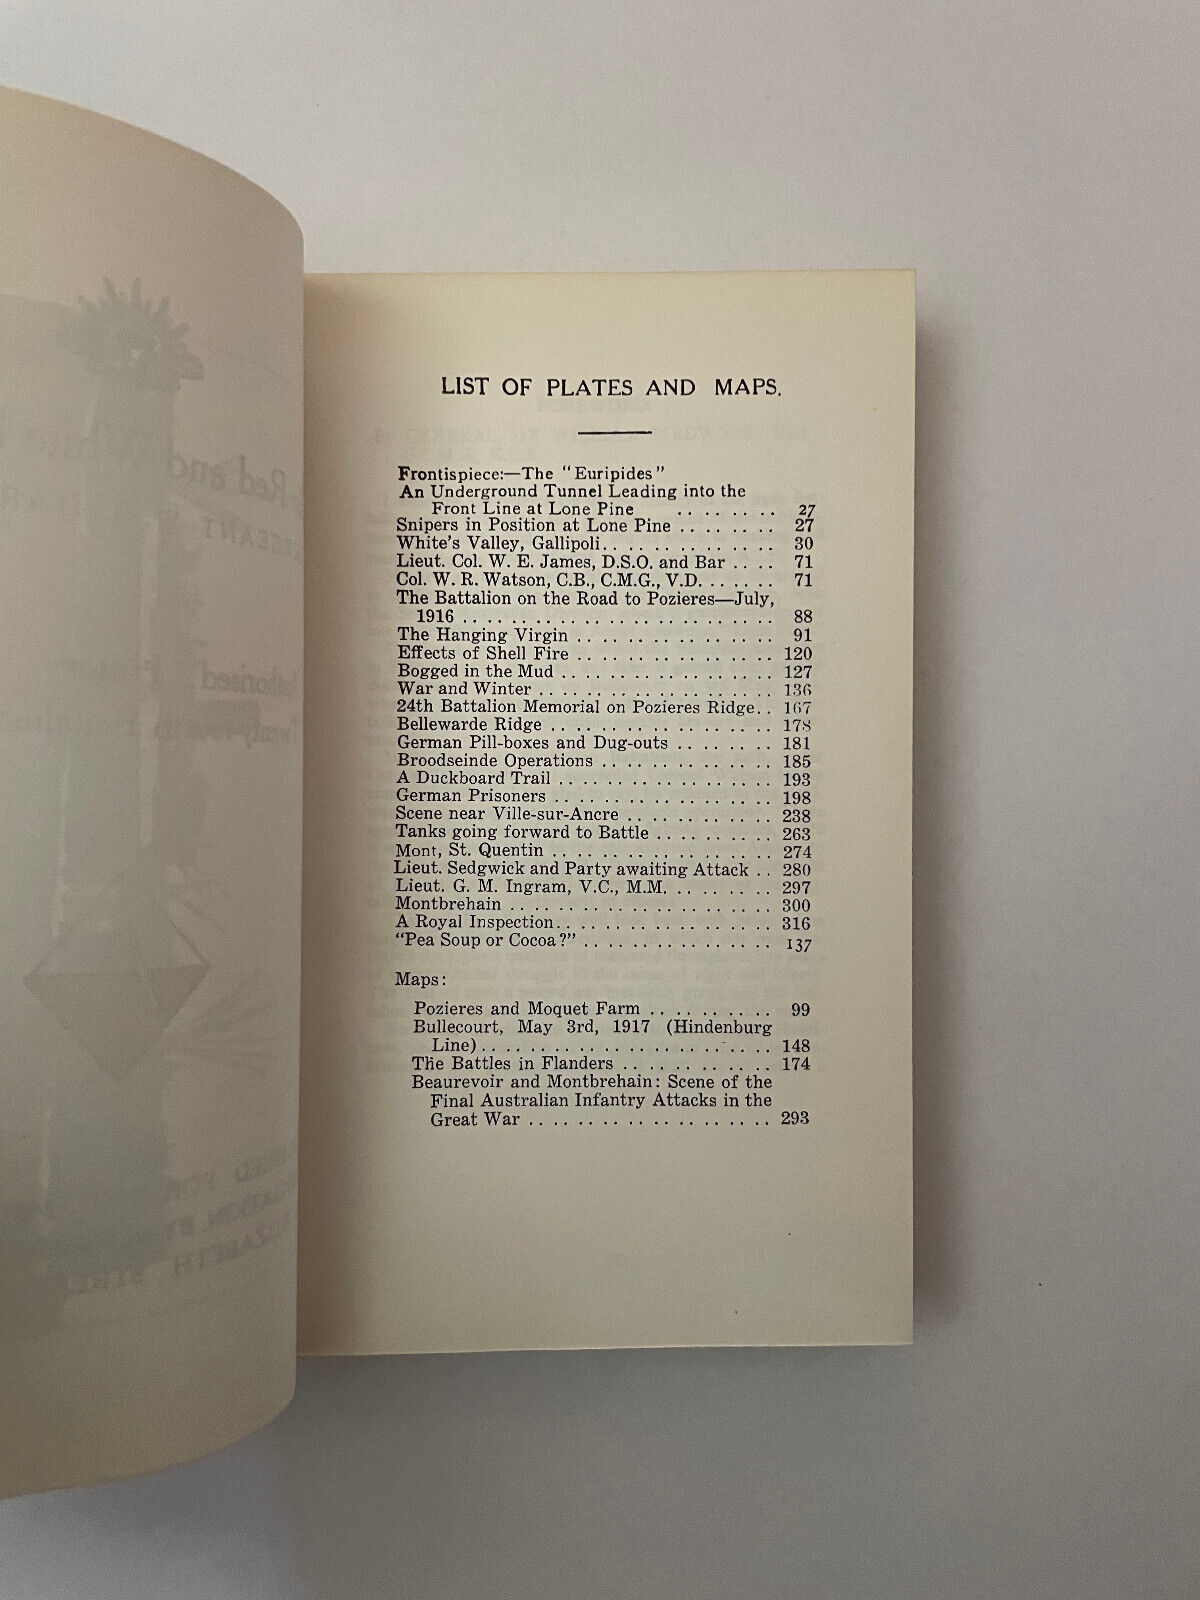 LIST OF PLATES AND MAPS.
Frontispiece:—The "Euripides"
An Underground Tunnel Leading into the
Front Line at Lone Pine ........ 27
Snipers in Position at Lone Pine ........ 27
White's Valley, Gallipoli.............. 30
Lieut. Col. W. E. James, D.S.O. and Bar .... 71
Col. W. R. Watson, C.B., C.M.G., V.D. ...... 71
The Battalion on the Road to Pozieres—July,
1916 ......................... 88
The Hanging Virgin ................ 91
Effects of Shell Fire ................ 120
Bogged in the Mud ................. 127
War and Winter ................... 136
24th Battalion Memorial on Pozieres Ridge.. 167
Bellewarde Ridge .................. 178
German Pill-boxes and Dug-outs ........ 181
Broodseinde Operations .............. 185
A Duckboard Trail ................. 193
German Prisoners .................. 198
Scene near Ville-sur-Ancre ............ 238
Tanks going forward to Battle .......... 263
Mont, St. Quentin .................. 274
Lieut. Sedgwick and Party awaiting Attack .. 280
Lieut. G. M. Ingram, V.C., M.M. ........ 297
Montbrehain ..................... 300
A Royal Inspection.................. 316
"Pea Soup or Cocoa?" ................ 137
Maps:
Pozieres and Moquet Farm .......... 99
Bullecourt, May 3rd, 1917 (Hindenburg
Line)........................ 148
The Battles in Flanders ............ 174
Beaurevoir and Montbrehain: Scene of the
Final Australian Infantry Attacks in the
Great War .................... 293